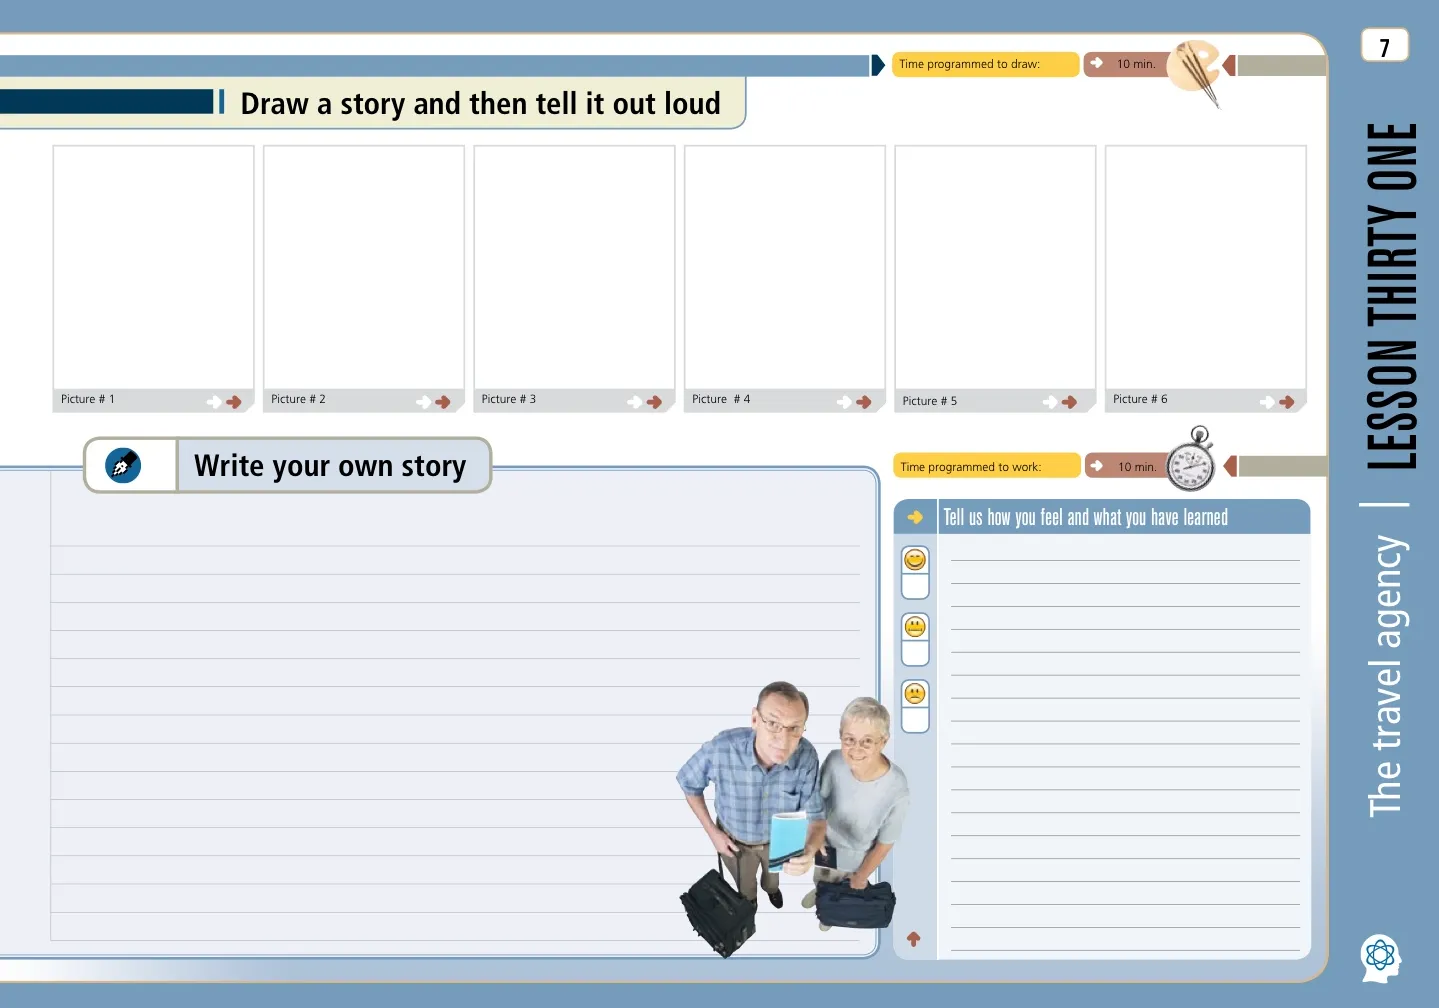 Time programmed to draw:
10 min.
7
Draw a story and then tell it out loud
Picture # 1
Picture # 2
Picture # 3
Picture  # 4
Picture # 5
Picture # 6
Write your own story
Time programmed to work:
10 min.
Tell us how you feel and what you have learned
The travel agency | LESSON THIRTY ONE